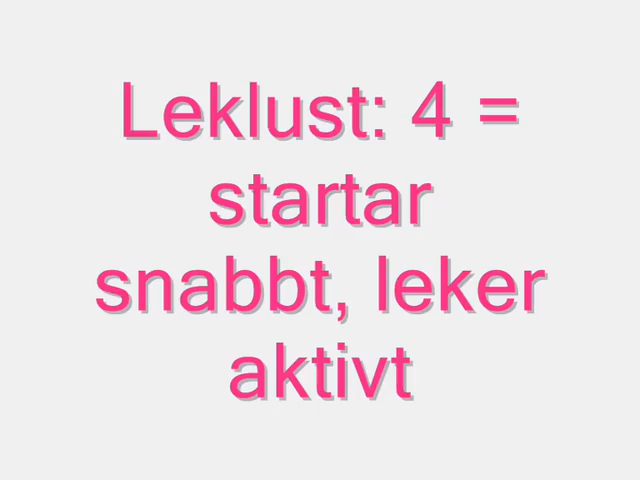 Leklust: 4 =
startar
snabbt, leker
aktivt